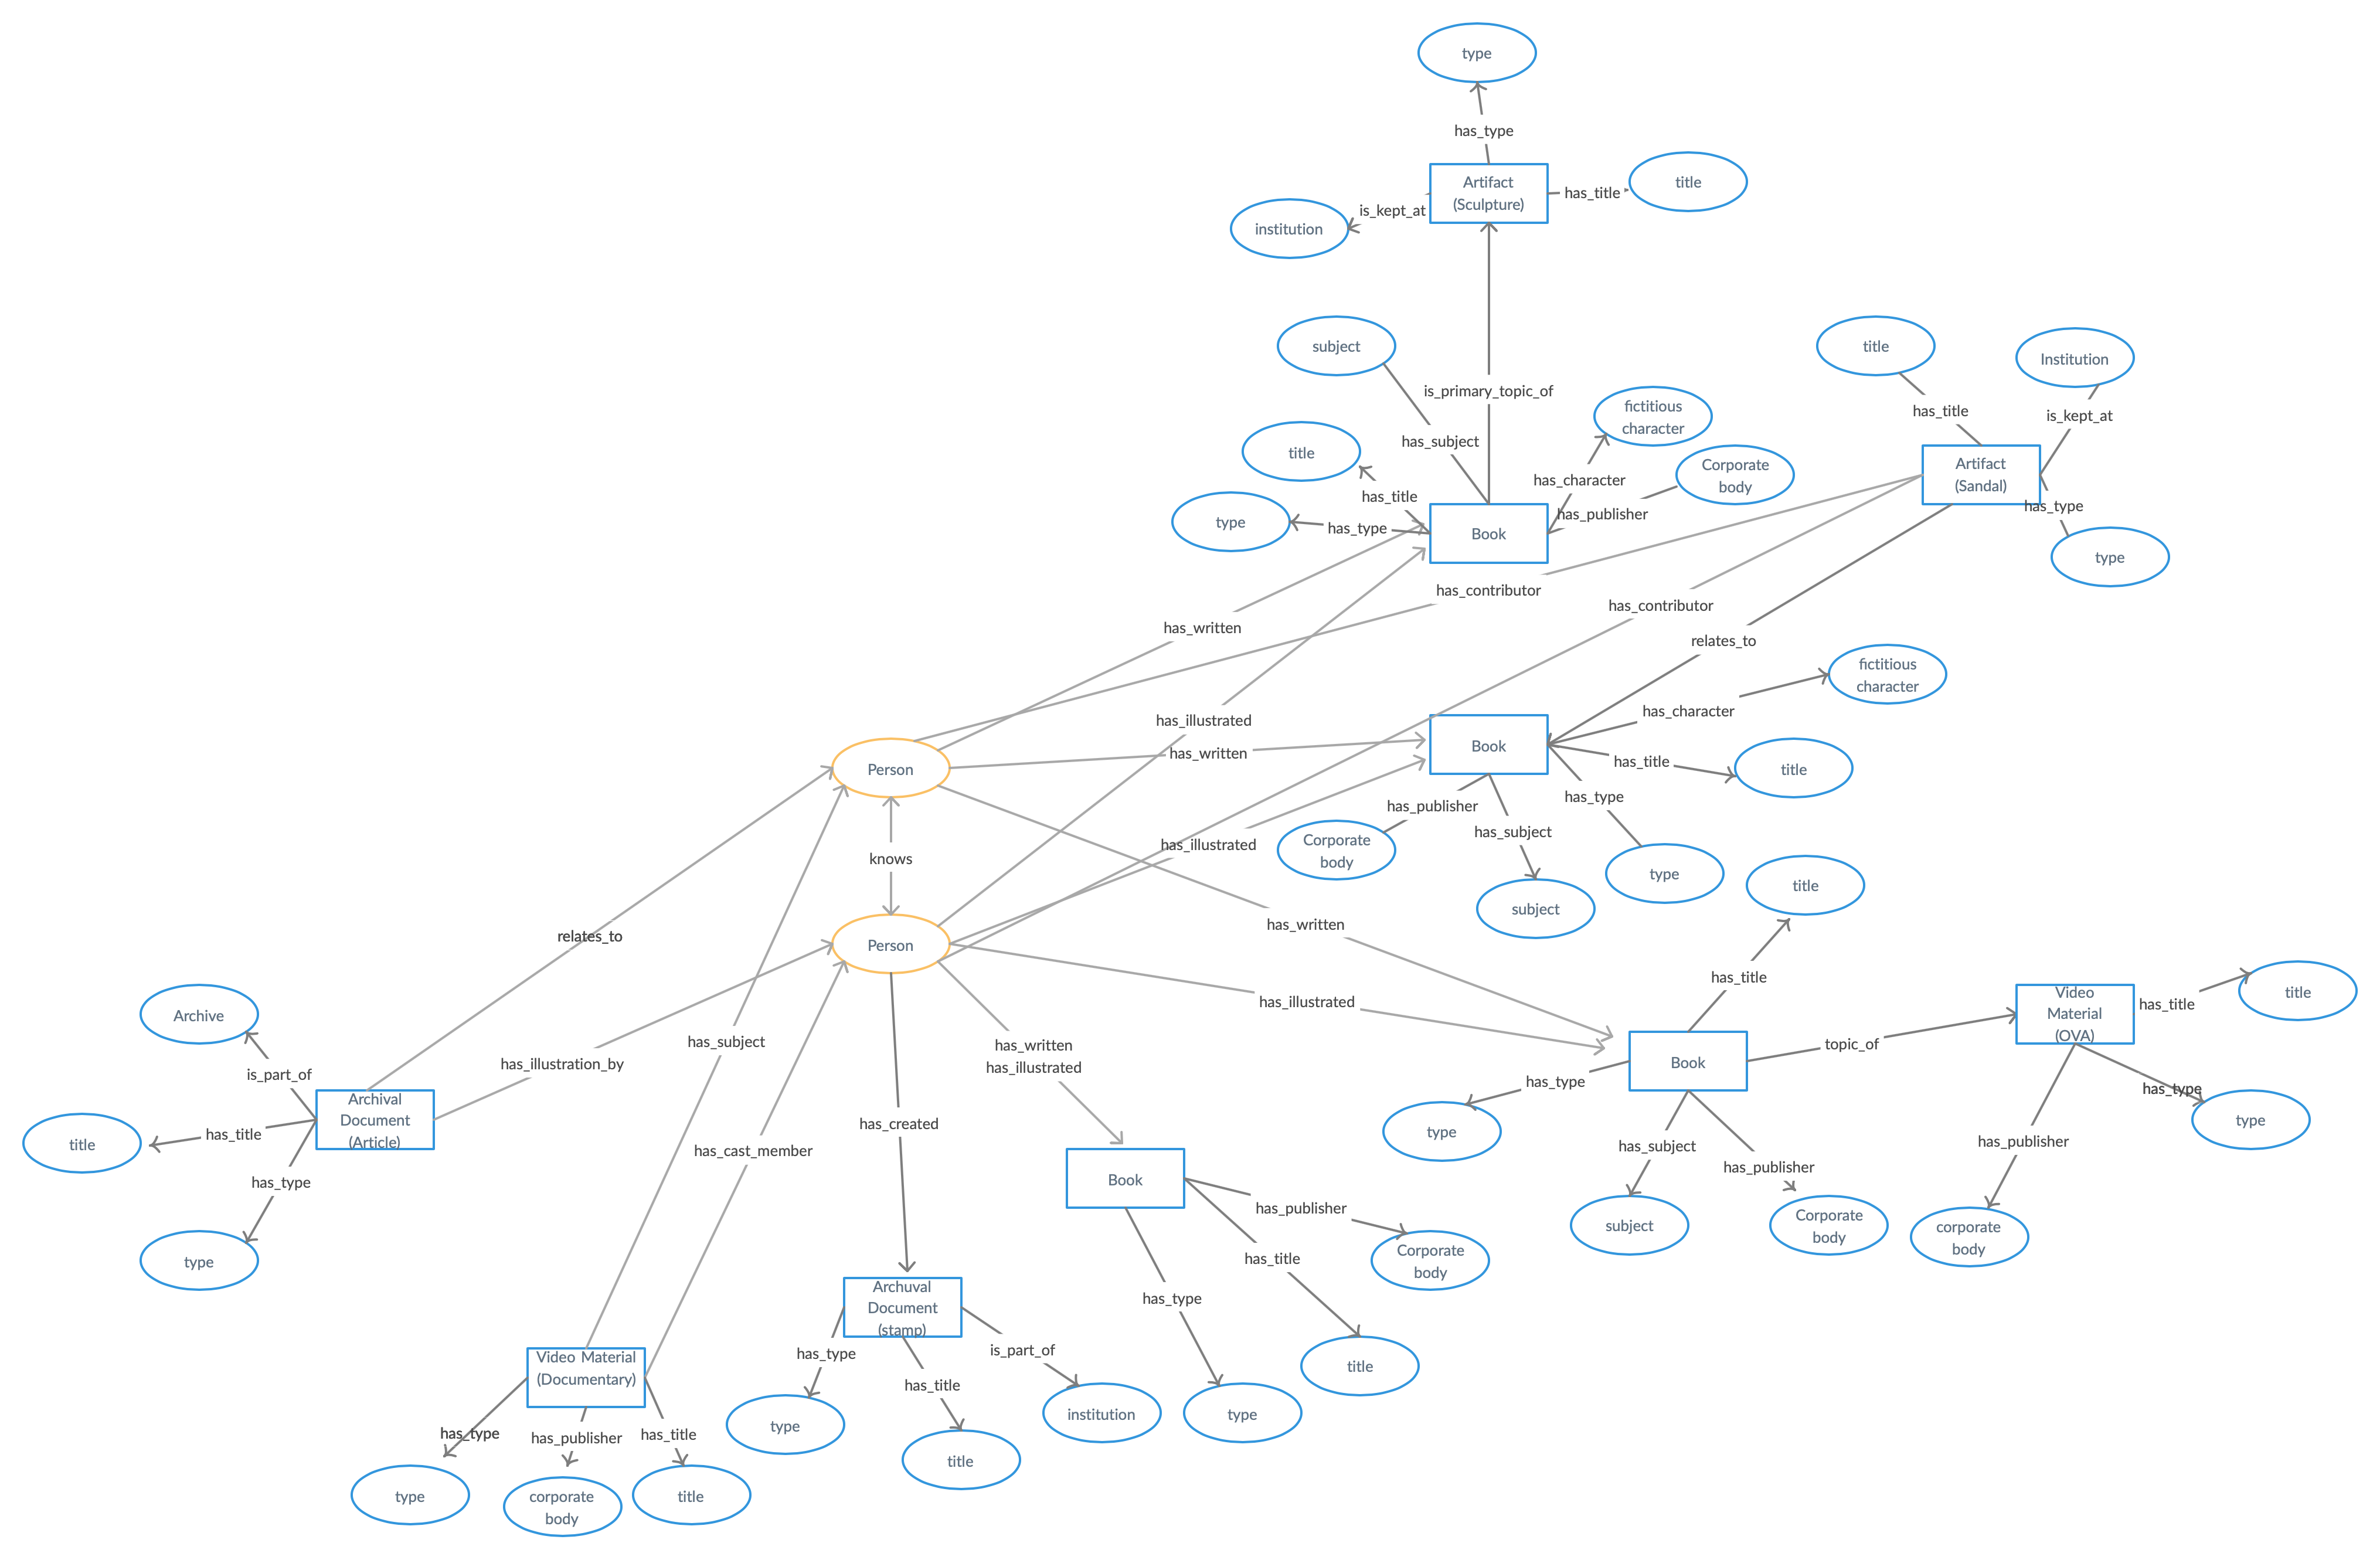 type
has_type
Artifact
(Sculpture)
has_title
title
is_kept_at
institution
subject
title
Institution
is_primary_topic_of
fictitious
character
has_title
is_kept_at
has_subject
title
Corporate
body
Artifact
(Sandal)
has_character
has_title
type
has_type
has_publisher
Book
has_type
type
has_contributor
has_contributor
has_written
relates_to
fictitious
character
has_character
has_illustrated
has_written
Book
has_title
title
Person
has_type
has_publisher
has_subject
Corporate
body
has_illustrated
knows
type
title
subject
has_written
relates_to
Person
has_title
has_illustrated
Video
Material
(OVA)
has_title
title
Archive
has_subject
has_written
has_illustrated
topic_of
Book
has_illustration_by
is_part_of
has_type
has_type
Archival
Document
(Article)
has_title
title
has_created
type
type
has_cast_member
has_subject
has_publisher
has_publisher
has_type
Book
has_publisher
subject
Corporate
body
corporate
body
type
has_title
Corporate
body
Archuval
Document
(stamp)
has_type
has_type
is_part_of
Video Material
(Documentary)
title
has_title
has_type
has_publisher
has_title
type
institution
type
title
type
corporate
body
title